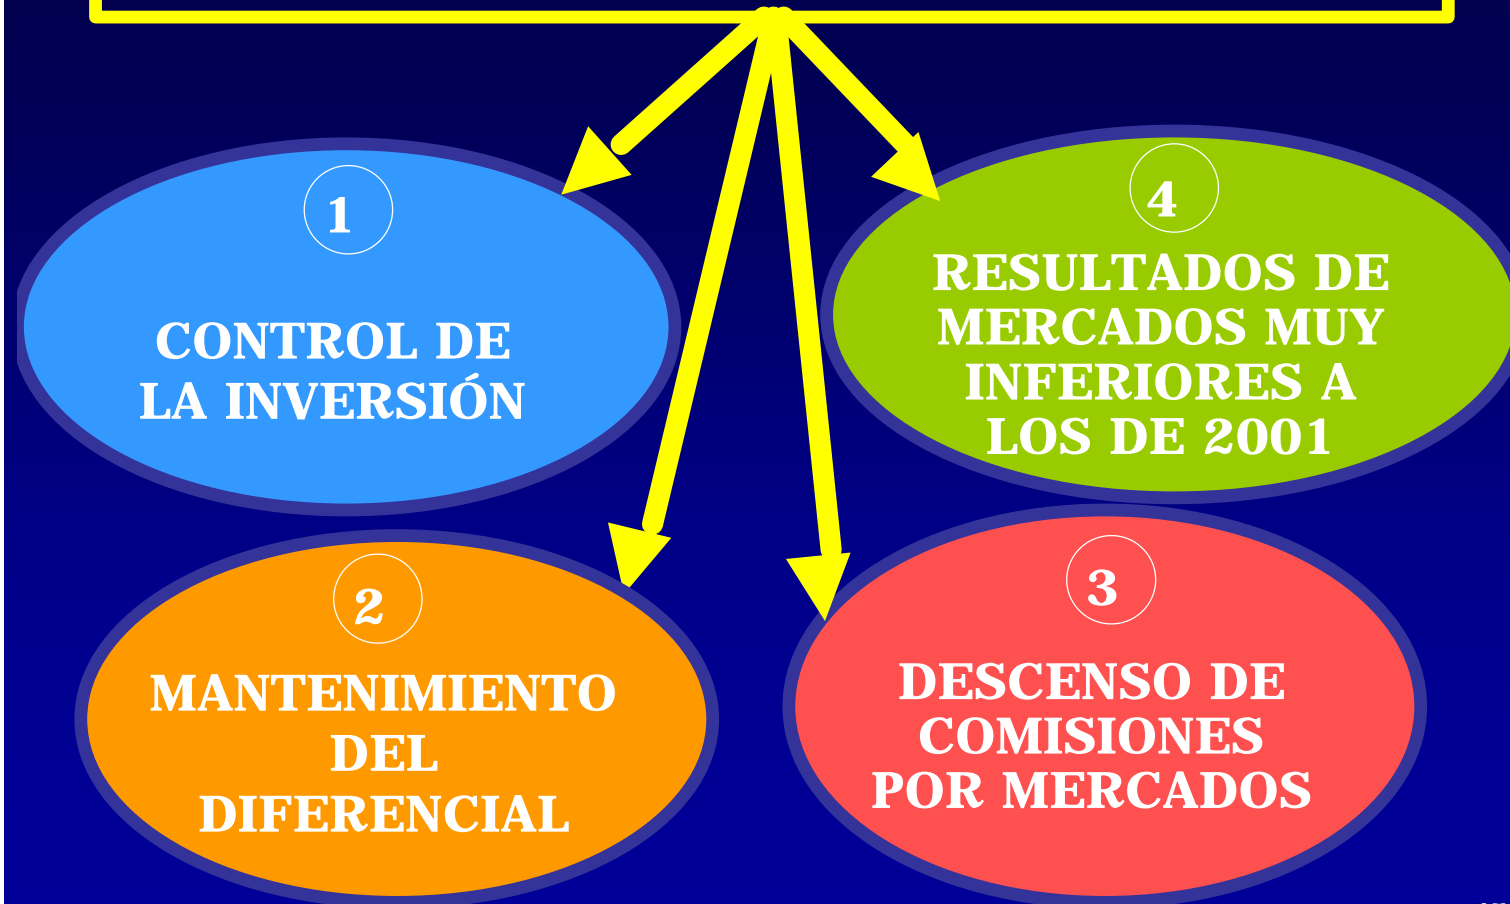 1
CONTROL DE
LA INVERSIÓN
2
MANTENIMIENTO
DEL
DIFERENCIAL
3
DESCENSO DE
COMISIONES
POR MERCADOS
4
RESULTADOS DE
MERCADOS MUY
INFERIORES A
LOS DE 2001